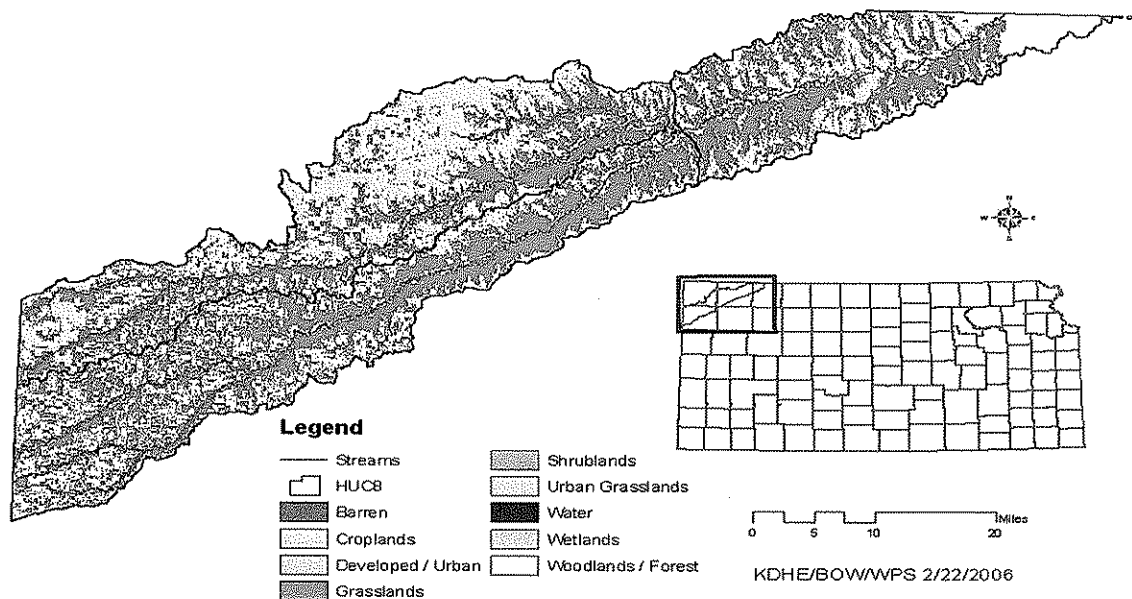 N
W E
S
Legend
Streams
HUC8
Barren
Croplands
Developed / Urban
Grasslands
Shrublands
Urban Grasslands
Water
Wetlands
Woodlands / Forest
Miles
0 5 10 20
KDHE/BOW/WPS 2/22/2006